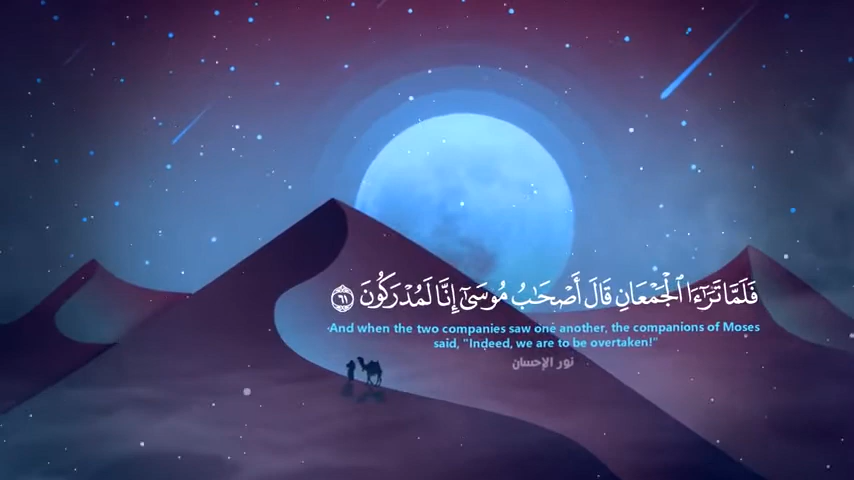 فَلَمَّا تَرَٰٓءَا ٱلْجَمْعَانِ قَالَ أَصْحَٰبُ مُوسَىٰٓ إِنَّا لَمُدْرَكُونَ ٦١
And when the two companies saw one another, the companions of Moses
said, "Indeed, we are to be overtaken!"
نور الإحسان